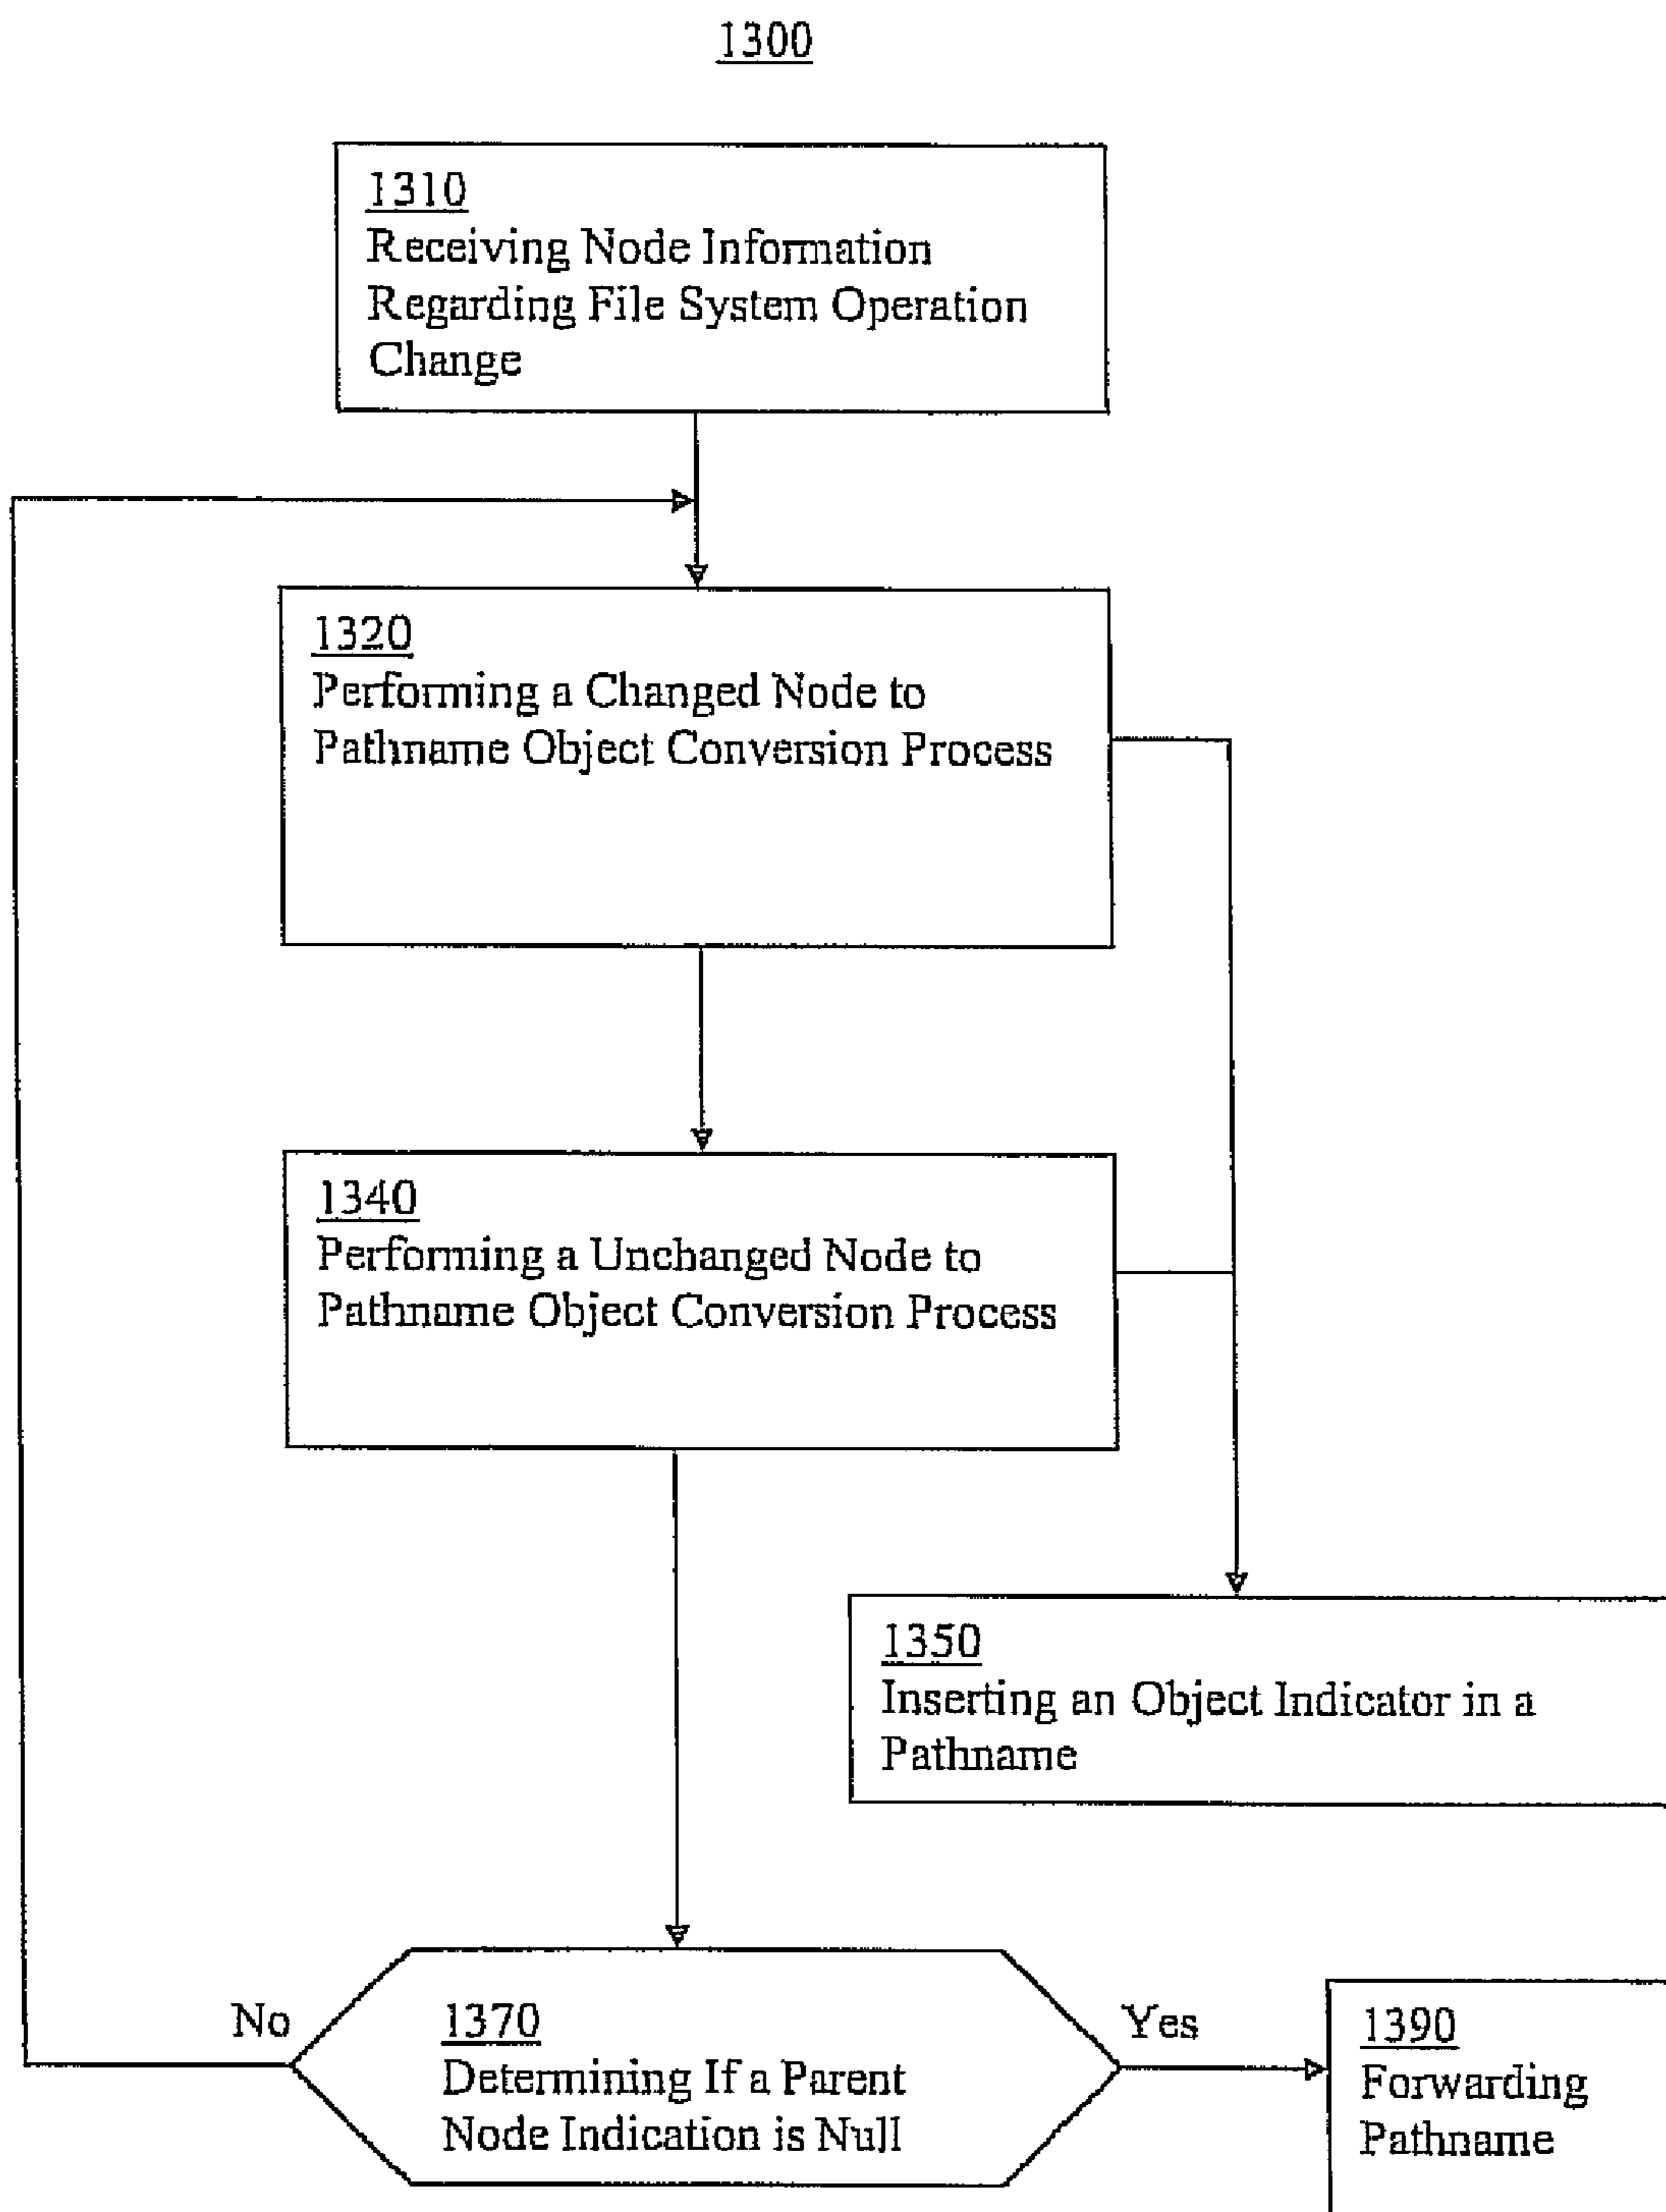 1300
1310
Receiving Node Information
Regarding File System Operation
Change
1320
Performing a Changed Node to
Pathname Object Conversion Process
1340
Performing a Unchanged Node to
Pathname Object Conversion Process
1350
Inserting an Object Indicator in a
Pathname
No
1370
Determining If a Parent
Node Indication is Null
Yes
1390
Forwarding
Pathname